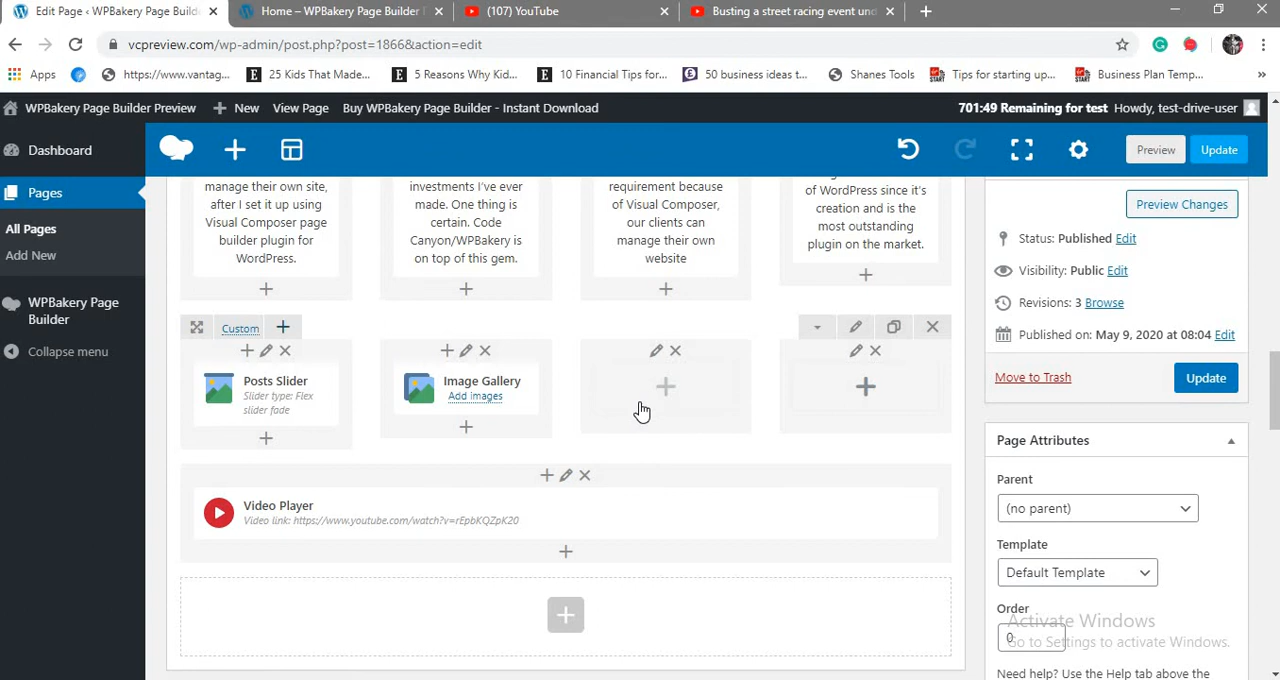 Edit Page ‹ WPBakery Page Builde
Home – WPBakery Page Builder
(107) YouTube
Busting a street racing event und
vcpreview.com/wp-admin/post.php?post=1866&action=edit
Apps
https://www.vantag...
25 Kids That Made...
5 Reasons Why Kid...
10 Financial Tips for...
50 business ideas t...
Shanes Tools
Tips for starting up...
Business Plan Temp...
WPBakery Page Builder Preview
New
View Page
Buy WPBakery Page Builder - Instant Download
701:49 Remaining for test
Howdy, test-drive-user
Dashboard
Pages
All Pages
Add New
WPBakery Page
Builder
Collapse menu
Preview
Update
manage their own site,
after I set it up using
Visual Composer page
builder plugin for
WordPress.
investments I've ever
made. One thing is
certain. Code
Canyon/WPBakery is
on top of this gem.
requirement because
of Visual Composer,
our clients can
manage their own
website
of WordPress since it's
creation and is the
most outstanding
plugin on the market.
Custom
Posts Slider
Slider type: Flex
slider fade
Image Gallery
Add images
Video Player
Video link: https://www.youtube.com/watch?v=rEpbKQZpK20
Preview Changes
Status: Published Edit
Visibility: Public Edit
Revisions: 3 Browse
Published on: May 9, 2020 at 08:04 Edit
Move to Trash
Update
Page Attributes
Parent
(no parent)
Template
Default Template
Order
0
Activate Windows
Go to Settings to activate Windows.
Need help? Use the Help tab above the